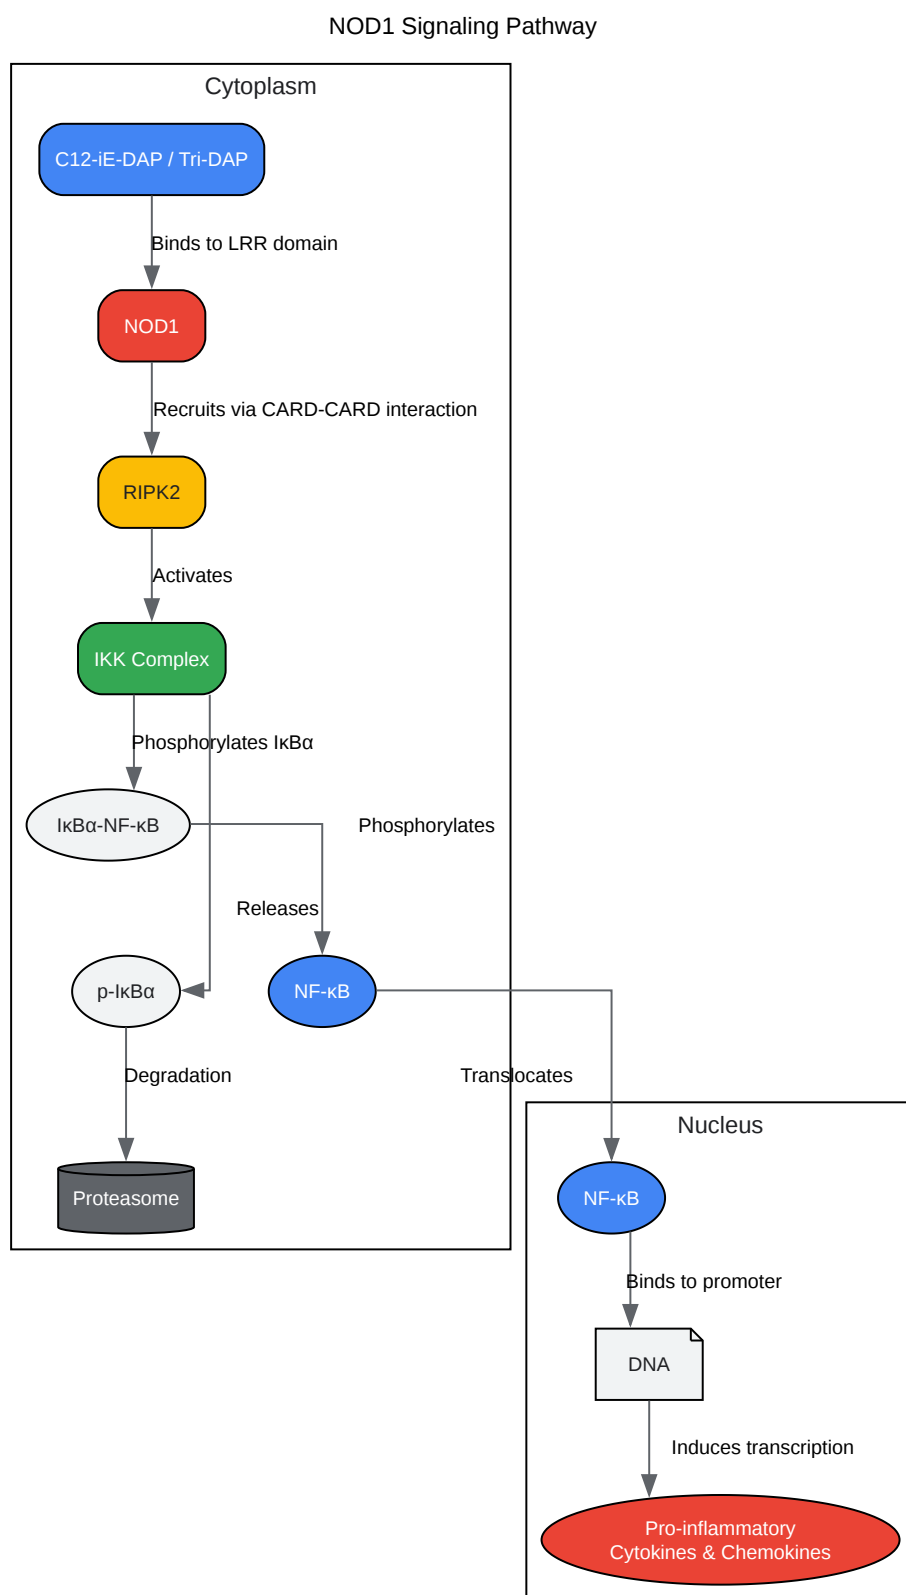 NOD1 Signaling Pathway
Cytoplasm
C12-iE-DAP / Tri-DAP
Binds to LRR domain
NOD1
Recruits via CARD-CARD interaction
RIPK2
Activates
IKK Complex
Phosphorylates IκBα
IκBα-NF-κB
Phosphorylates
Releases
p-IκBα
NF-κB
Degradation
Translocates
Proteasome
Nucleus
NF-κB
Binds to promoter
DNA
Induces transcription
Pro-inflammatory
Cytokines & Chemokines